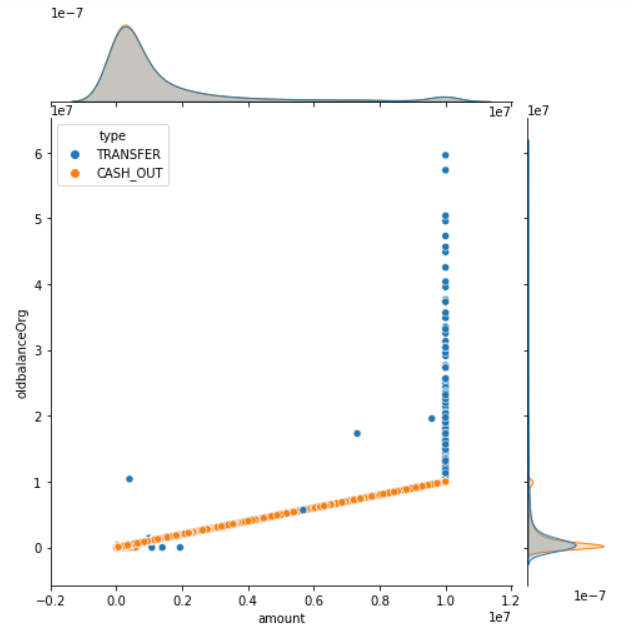 1e−7
1e7
1e7
1e7
type
TRANSFER
CASH_OUT
6
5
4
3
2
1
0
oldbalanceOrg
−0.2 0.0 0.2 0.4 0.6 0.8 1.0 1.2
amount
1e7
1e−7